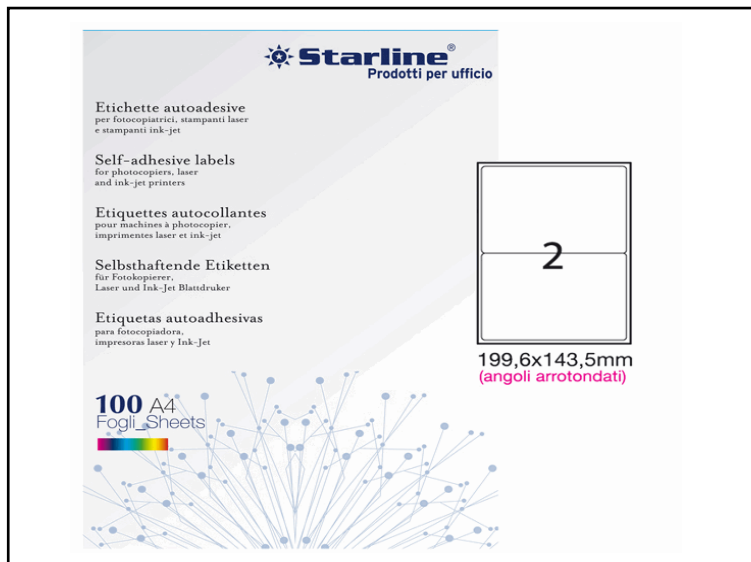 Starline®
Prodotti per ufficio
Etichette autoadesive
per fotocopiatrici, stampanti laser
e stampanti ink-jet
Self-adhesive labels
for photocopiers, laser
and ink-jet printers
Etiquettes autocollantes
pour machines à photocopier,
imprimentes laser et ink-jet
Selbsthaftende Etiketten
für Fotokopierer,
Laser und Ink-Jet Blattdruker
Etiquetas autoadhesivas
para fotocopiadora,
impresoras laser y Ink-Jet
100 A4
Fogli_Sheets
2
199,6x143,5mm
(angoli arrotondati)